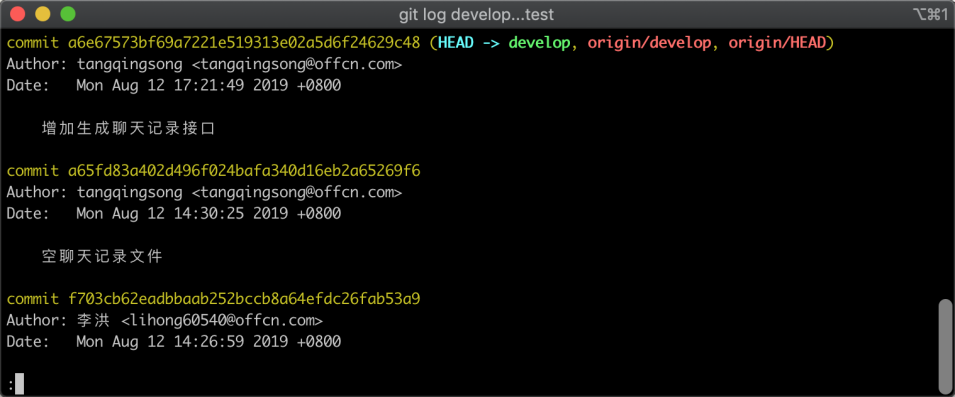 git log develop...test
⌥⌘1
commit a6e67573bf69a7221e519313e02a5d6f24629c48 (HEAD -> develop, origin/develop, origin/HEAD)
Author: tangqingsong <tangqingsong@offcn.com>
Date:   Mon Aug 12 17:21:49 2019 +0800
增加生成聊天记录接口
commit a65fd83a402d496f024bafa340d16eb2a65269f6
Author: tangqingsong <tangqingsong@offcn.com>
Date:   Mon Aug 12 14:30:25 2019 +0800
空聊天记录文件
commit f703cb62eadbbaab252bccb8a64efdc26fab53a9
Author: 李洪 <lihong60540@offcn.com>
Date:   Mon Aug 12 14:26:59 2019 +0800
: